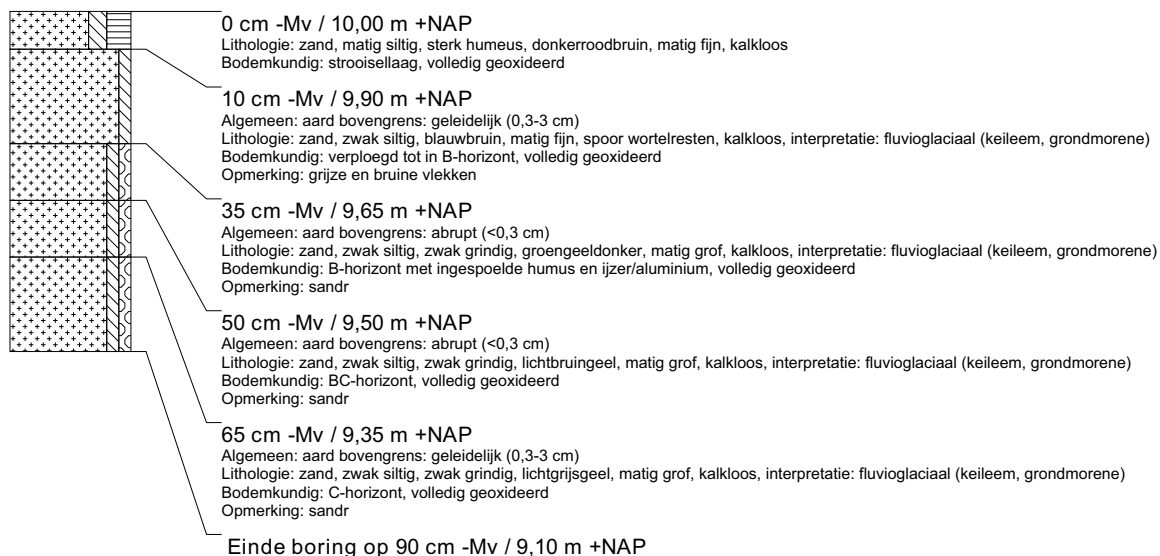 0 cm -Mv / 10,00 m +NAP
Lithologie: zand, matig siltig, sterk humeus, donkerroodbruin, matig fijn, kalkloos
Bodemkundig: strooisellaag, volledig geoxideerd
10 cm -Mv / 9,90 m +NAP
Algemeen: aard bovengrens: geleidelijk (0,3-3 cm)
Lithologie: zand, zwak siltig, blauwbruin, matig fijn, spoor wortelresten, kalkloos, interpretatie: fluvioglaciaal (keileem, grondmorene)
Bodemkundig: verploegd tot in B-horizont, volledig geoxideerd
Opmerking: grijze en bruine vlekken
35 cm -Mv / 9,65 m +NAP
Algemeen: aard bovengrens: abrupt (<0,3 cm)
Lithologie: zand, zwak siltig, zwak grindig, groengeeldonker, matig grof, kalkloos, interpretatie: fluvioglaciaal (keileem, grondmorene)
Bodemkundig: B-horizont met ingespoelde humus en ijzer/aluminium, volledig geoxideerd
Opmerking: sandr
50 cm -Mv / 9,50 m +NAP
Algemeen: aard bovengrens: abrupt (<0,3 cm)
Lithologie: zand, zwak siltig, zwak grindig, lichtbruingeel, matig grof, kalkloos, interpretatie: fluvioglaciaal (keileem, grondmorene)
Bodemkundig: BC-horizont, volledig geoxideerd
Opmerking: sandr
65 cm -Mv / 9,35 m +NAP
Algemeen: aard bovengrens: geleidelijk (0,3-3 cm)
Lithologie: zand, zwak siltig, zwak grindig, lichtgrijsgeel, matig grof, kalkloos, interpretatie: fluvioglaciaal (keileem, grondmorene)
Bodemkundig: C-horizont, volledig geoxideerd
Opmerking: sandr
Einde boring op 90 cm -Mv / 9,10 m +NAP